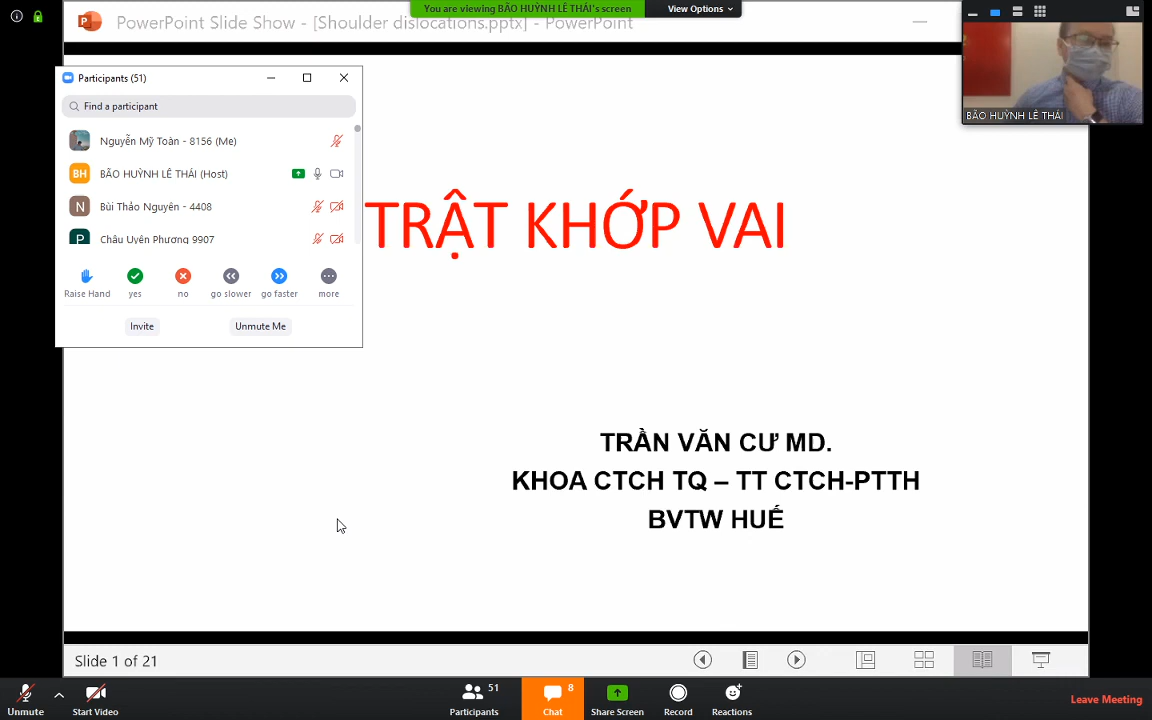 PowerPoint Slide Show - [Shoulder dislocations.pptx] - PowerPoint
You are viewing BÃO HUỲNH LÊ THÁI's screen
View Options
BÃO HUỲNH LÊ THÁI
Participants (51)
Find a participant
Nguyễn Mỹ Toàn - 8156 (Me)
BH BÃO HUỲNH LÊ THÁI (Host)
N Bùi Thảo Nguyên - 4408
P Châu Uyên Phương 9907
Raise Hand yes no go slower go faster more
Invite Unmute Me
TRẬT KHỚP VAI
TRẦN VĂN CƯ MD.
KHOA CTCH TQ – TT CTCH-PTTH
BVTW HUẾ
Slide 1 of 21
Unmute Start Video Participants 51 Chat 8 Share Screen Record Reactions Leave Meeting